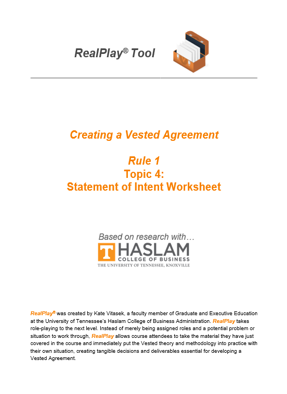 RealPlay® Tool
Creating a Vested Agreement
Rule 1
Topic 4:
Statement of Intent Worksheet
Based on research with…
T HASLAM
COLLEGE OF BUSINESS
THE UNIVERSITY OF TENNESSEE, KNOXVILLE
RealPlay® was created by Kate Vitasek, a faculty member of Graduate and Executive Education
at the University of Tennessee's Haslam College of Business Administration. RealPlay takes
role-playing to the next level. Instead of merely being assigned roles and a potential problem or
situation to work through, RealPlay allows course attendees to take the material they have just
covered in the course and immediately put the Vested theory and methodology into practice with
their own situation, creating tangible decisions and deliverables essential for developing a
Vested Agreement.